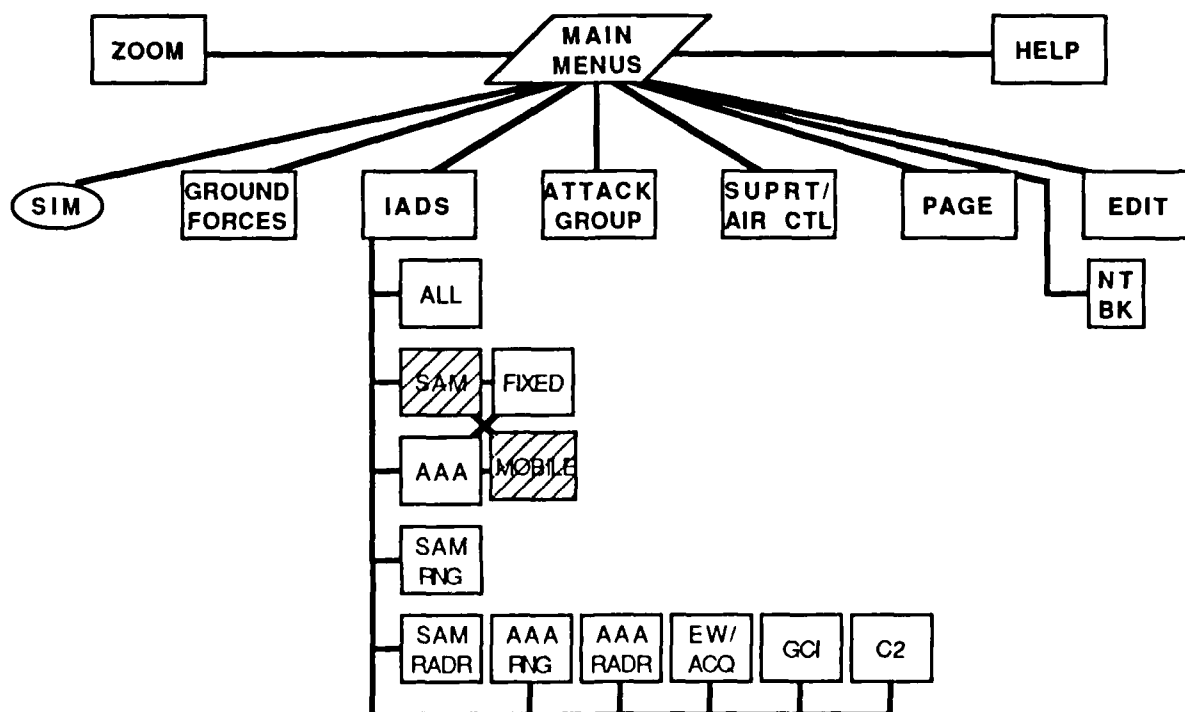 ZOOM
MAIN
MENUS
HELP
SIM
GROUND
FORCES
IADS
ATTACK
GROUP
SUPRT/
AIR CTL
PAGE
EDIT
NT
BK
ALL
SAM
FIXED
AAA
MOBILE
SAM
RNG
SAM
RADR
AAA
RNG
AAA
RADR
EW/
ACQ
GCI
C2